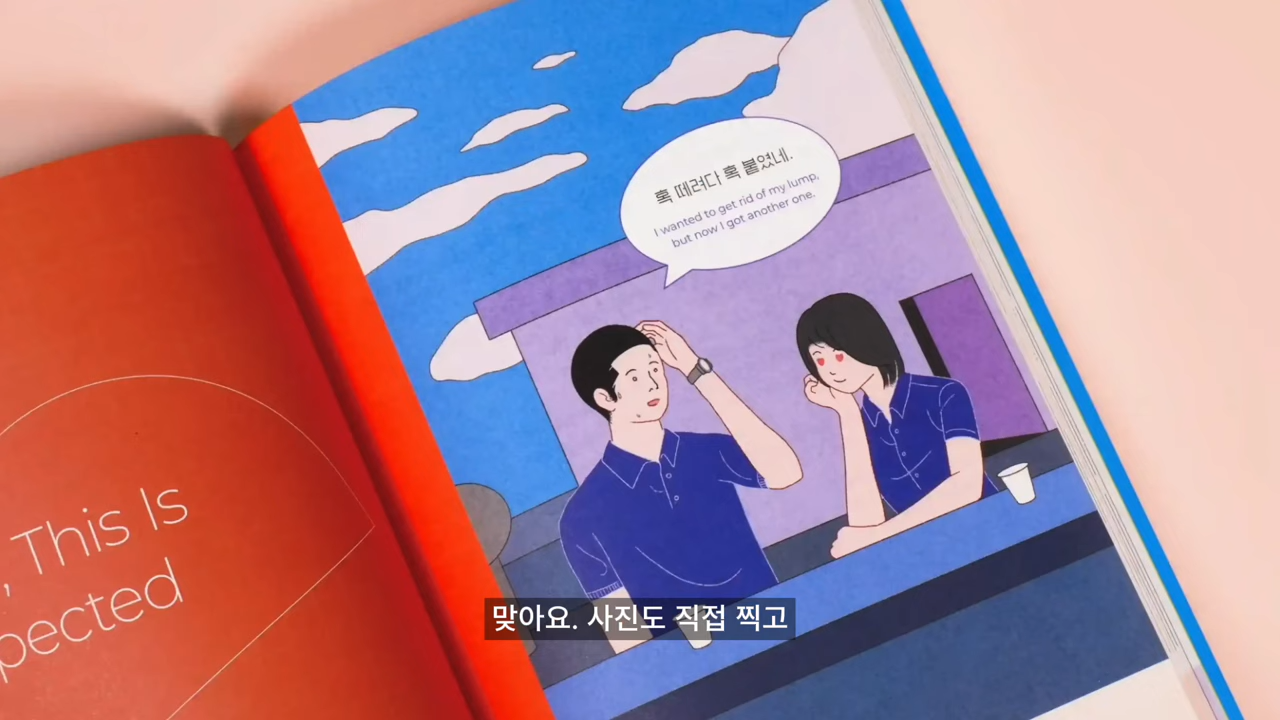 혹 떼려다 혹 붙였네.
I wanted to get rid of my lump,
but now I got another one.
, This Is
pected
맞아요. 사진도 직접 찍고